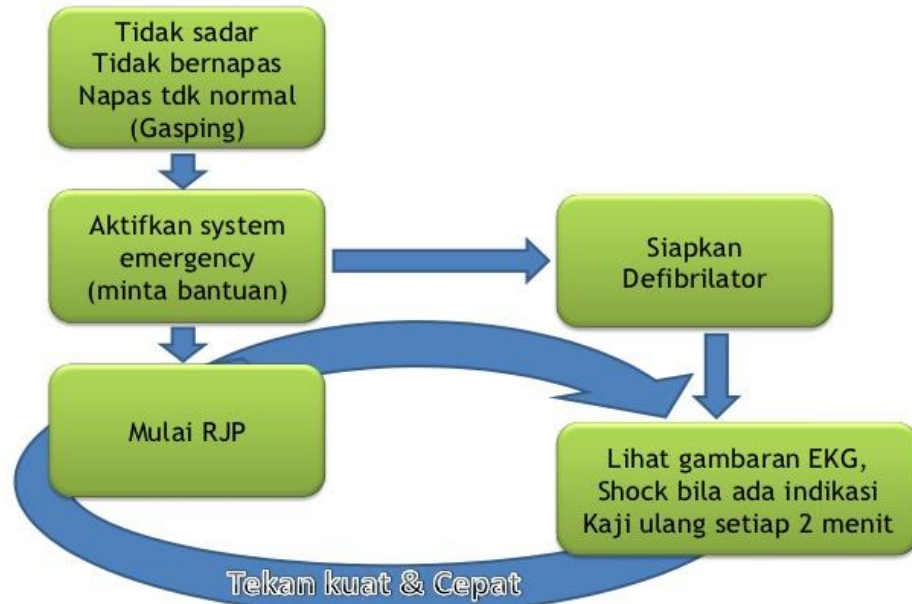 Tidak sadar
Tidak bernapas
Napas tdk normal
(Gasping)
Aktifkan system
emergency
(minta bantuan)
Siapkan
Defibrilator
Mulai RJP
Lihat gambaran EKG,
Shock bila ada indikasi
Kaji ulang setiap 2 menit
Tekan kuat & Cepat